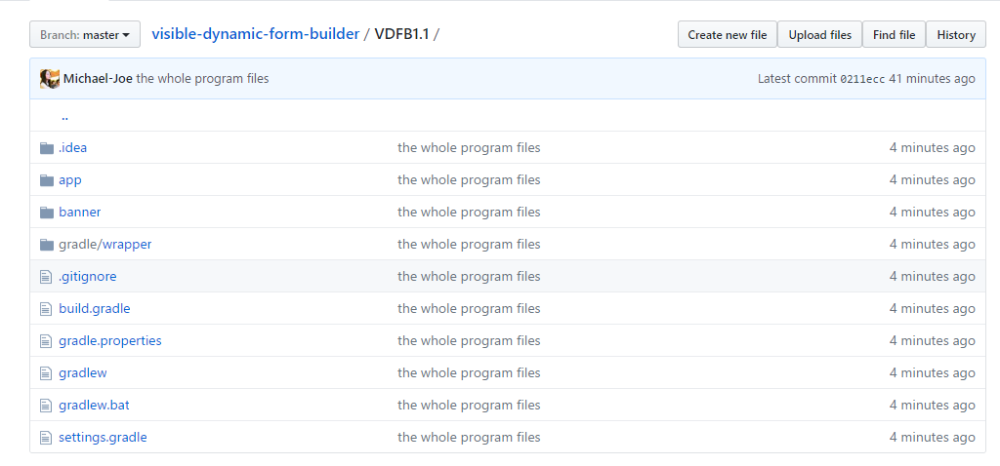 Branch: master visible-dynamic-form-builder / VDFB1.1 / Create new file Upload files Find file History
Michael-Joe the whole program files Latest commit 0211ecc 41 minutes ago
..
.idea the whole program files 4 minutes ago
app the whole program files 4 minutes ago
banner the whole program files 4 minutes ago
gradle/wrapper the whole program files 4 minutes ago
.gitignore the whole program files 4 minutes ago
build.gradle the whole program files 4 minutes ago
gradle.properties the whole program files 4 minutes ago
gradlew the whole program files 4 minutes ago
gradlew.bat the whole program files 4 minutes ago
settings.gradle the whole program files 4 minutes ago